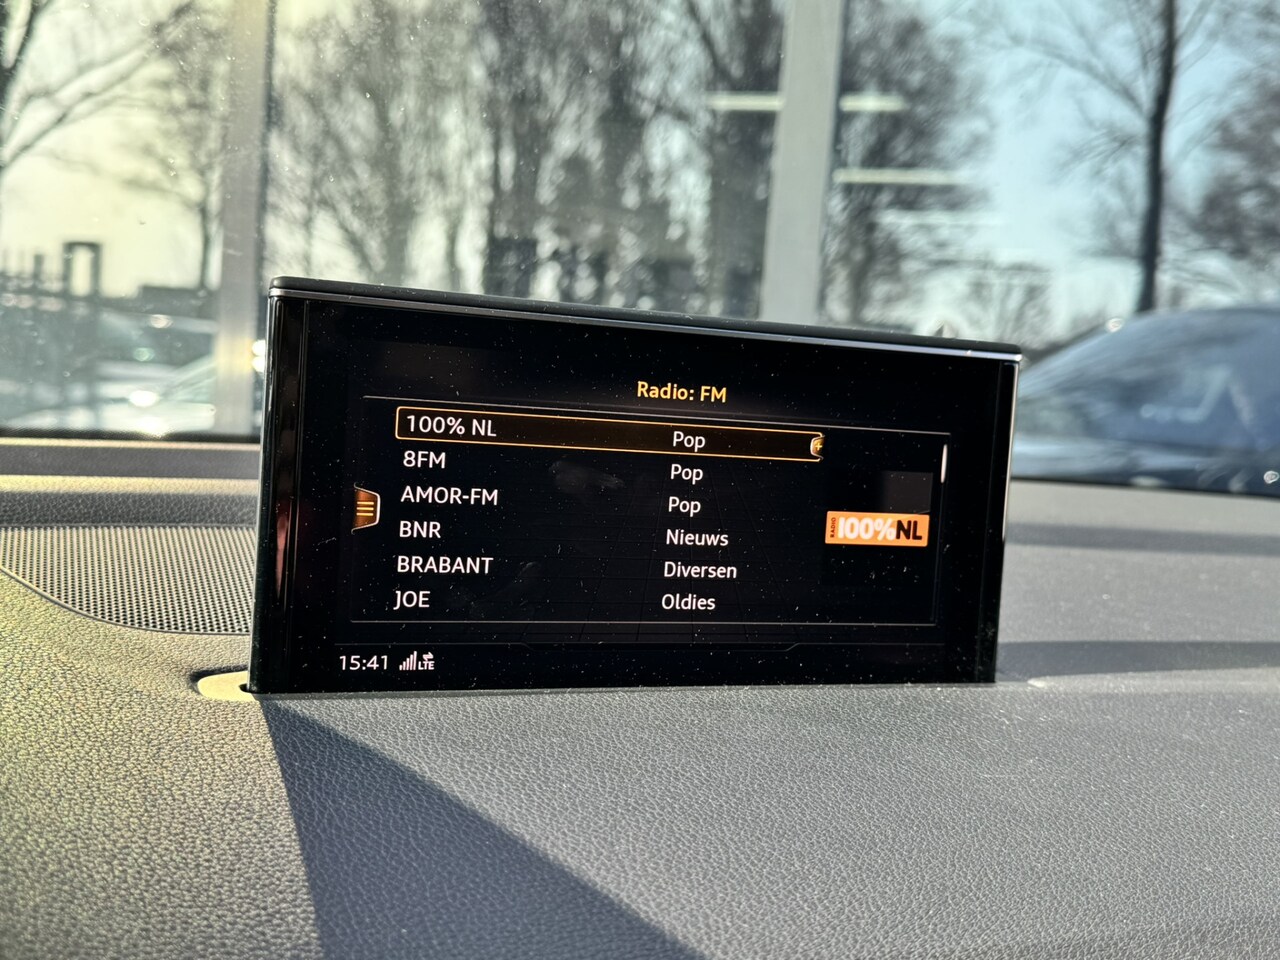 Radio: FM
100% NL Pop
8FM Pop
AMOR-FM Pop
BNR Nieuws
BRABANT Diversen
JOE Oldies
RADIO 100%NL
15:41 LTE